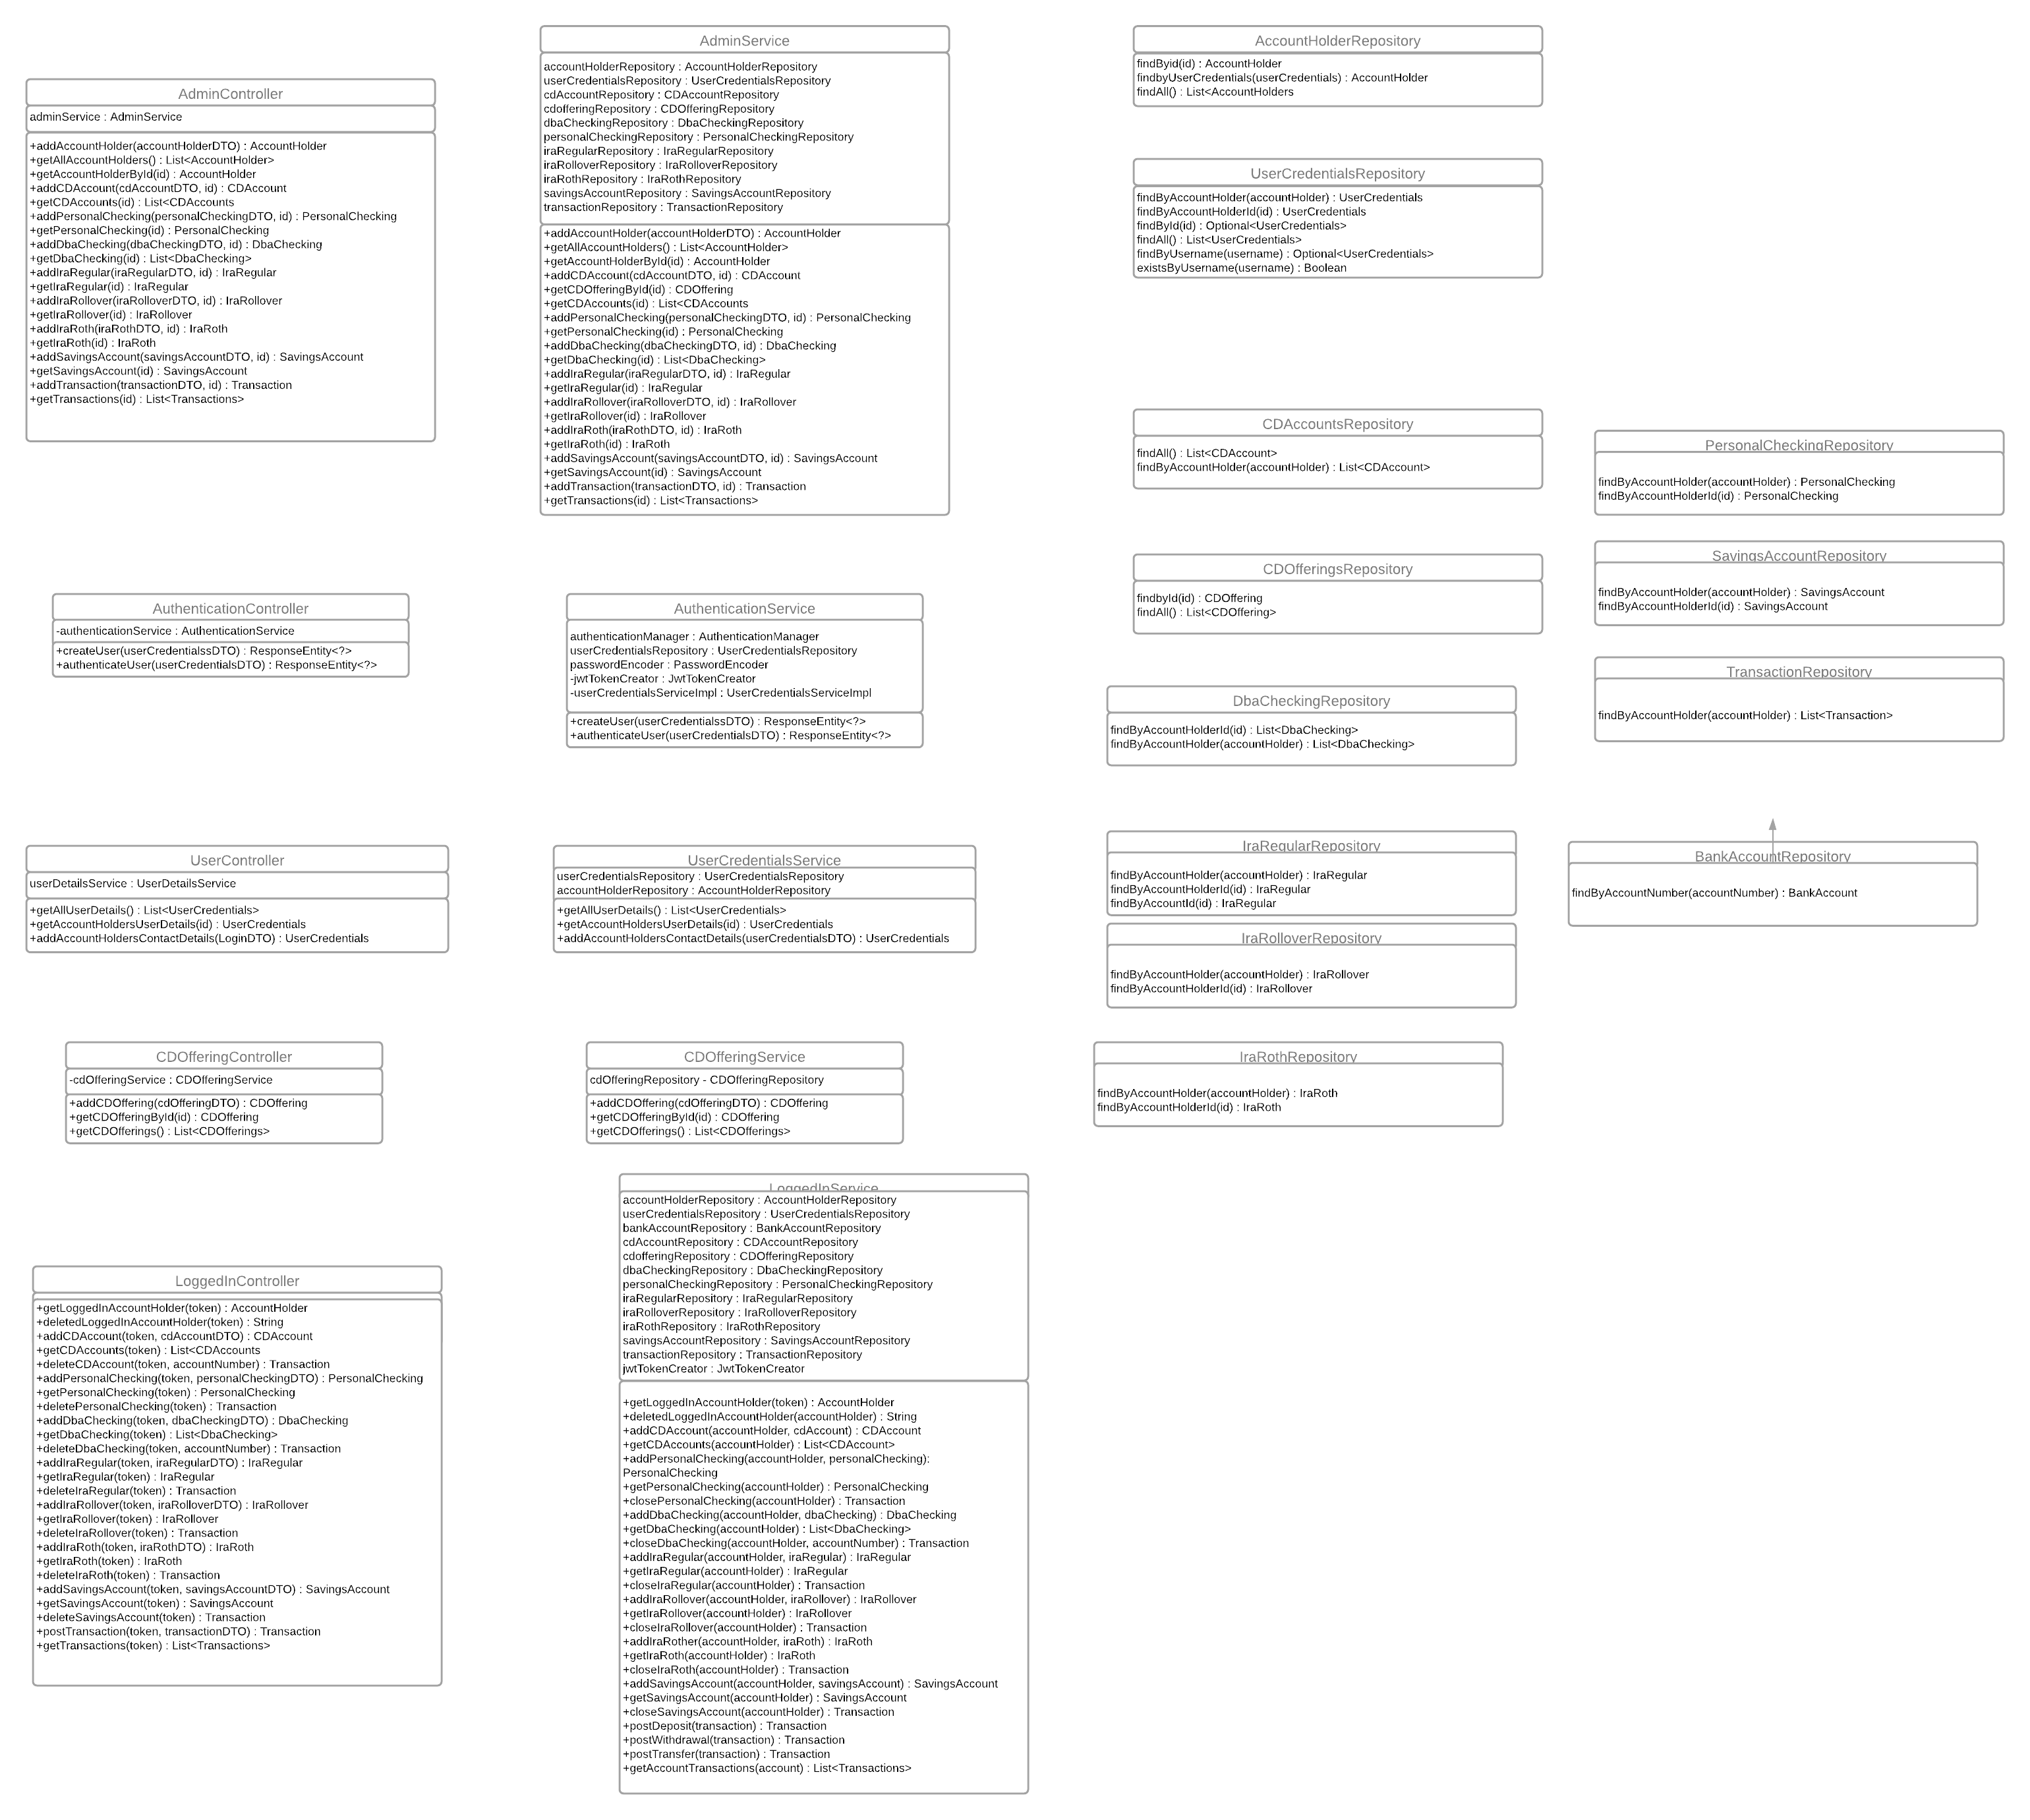 AdminController
adminService : AdminService
+addAccountHolder(accountHolderDTO) : AccountHolder
+getAllAccountHolders() : List<AccountHolder>
+getAccountHolderById(id) : AccountHolder
+addCDAccount(cdAccountDTO, id) : CDAccount
+getCDAccounts(id) : List<CDAccounts
+addPersonalChecking(personalCheckingDTO, id) : PersonalChecking
+getPersonalChecking(id) : PersonalChecking
+addDbaChecking(dbaCheckingDTO, id) : DbaChecking
+getDbaChecking(id) : List<DbaChecking>
+addIraRegular(iraRegularDTO, id) : IraRegular
+getIraRegular(id) : IraRegular
+addIraRollover(iraRolloverDTO, id) : IraRollover
+getIraRollover(id) : IraRollover
+addIraRoth(iraRothDTO, id) : IraRoth
+getIraRoth(id) : IraRoth
+addSavingsAccount(savingsAccountDTO, id) : SavingsAccount
+getSavingsAccount(id) : SavingsAccount
+addTransaction(transactionDTO, id) : Transaction
+getTransactions(id) : List<Transactions>
AdminService
accountHolderRepository : AccountHolderRepository
userCredentialsRepository : UserCredentialsRepository
cdAccountRepository : CDAccountRepository
cdofferingRepository : CDOfferingRepository
dbaCheckingRepository : DbaCheckingRepository
personalCheckingRepository : PersonalCheckingRepository
iraRegularRepository : IraRegularRepository
iraRolloverRepository : IraRolloverRepository
iraRothRepository : IraRothRepository
savingsAccountRepository : SavingsAccountRepository
transactionRepository : TransactionRepository
+addAccountHolder(accountHolderDTO) : AccountHolder
+getAllAccountHolders() : List<AccountHolder>
+getAccountHolderById(id) : AccountHolder
+addCDAccount(cdAccountDTO, id) : CDAccount
+getCDOfferingById(id) : CDOffering
+getCDAccounts(id) : List<CDAccounts
+addPersonalChecking(personalCheckingDTO, id) : PersonalChecking
+getPersonalChecking(id) : PersonalChecking
+addDbaChecking(dbaCheckingDTO, id) : DbaChecking
+getDbaChecking(id) : List<DbaChecking>
+addIraRegular(iraRegularDTO, id) : IraRegular
+getIraRegular(id) : IraRegular
+addIraRollover(iraRolloverDTO, id) : IraRollover
+getIraRollover(id) : IraRollover
+addIraRoth(iraRothDTO, id) : IraRoth
+getIraRoth(id) : IraRoth
+addSavingsAccount(savingsAccountDTO, id) : SavingsAccount
+getSavingsAccount(id) : SavingsAccount
+addTransaction(transactionDTO, id) : Transaction
+getTransactions(id) : List<Transactions>
AccountHolderRepository
findByid(id) : AccountHolder
findbyUserCredentials(userCredentials) : AccountHolder
findAll() : List<AccountHolders
UserCredentialsRepository
findByAccountHolder(accountHolder) : UserCredentials
findByAccountHolderId(id) : UserCredentials
findById(id) : Optional<UserCredentials>
findAll() : List<UserCredentials>
findByUsername(username) : Optional<UserCredentials>
existsByUsername(username) : Boolean
CDAccountsRepository
findAll() : List<CDAccount>
findByAccountHolder(accountHolder) : List<CDAccount>
PersonalCheckingRepository
findByAccountHolder(accountHolder) : PersonalChecking
findByAccountHolderId(id) : PersonalChecking
CDOfferingsRepository
findbyId(id) : CDOffering
findAll() : List<CDOffering>
SavingsAccountRepository
findByAccountHolder(accountHolder) : SavingsAccount
findByAccountHolderId(id) : SavingsAccount
AuthenticationController
-authenticationService : AuthenticationService
+createUser(userCredentialssDTO) : ResponseEntity<?>
+authenticateUser(userCredentialsDTO) : ResponseEntity<?>
AuthenticationService
authenticationManager : AuthenticationManager
userCredentialsRepository : UserCredentialsRepository
passwordEncoder : PasswordEncoder
-jwtTokenCreator : JwtTokenCreator
-userCredentialsServiceImpl : UserCredentialsServiceImpl
+createUser(userCredentialssDTO) : ResponseEntity<?>
+authenticateUser(userCredentialsDTO) : ResponseEntity<?>
DbaCheckingRepository
findByAccountHolderId(id) : List<DbaChecking>
findByAccountHolder(accountHolder) : List<DbaChecking>
TransactionRepository
findByAccountHolder(accountHolder) : List<Transaction>
UserController
userDetailsService : UserDetailsService
+getAllUserDetails() : List<UserCredentials>
+getAccountHoldersUserDetails(id) : UserCredentials
+addAccountHoldersContactDetails(LoginDTO) : UserCredentials
UserCredentialsService
userCredentialsRepository : UserCredentialsRepository
accountHolderRepository : AccountHolderRepository
+getAllUserDetails() : List<UserCredentials>
+getAccountHoldersUserDetails(id) : UserCredentials
+addAccountHoldersContactDetails(userCredentialsDTO) : UserCredentials
IraRegularRepository
findByAccountHolder(accountHolder) : IraRegular
findByAccountHolderId(id) : IraRegular
findByAccountId(id) : IraRegular
BankAccountRepository
findByAccountNumber(accountNumber) : BankAccount
IraRolloverRepository
findByAccountHolder(accountHolder) : IraRollover
findByAccountHolderId(id) : IraRollover
CDOfferingController
-cdOfferingService : CDOfferingService
+addCDOffering(cdOfferingDTO) : CDOffering
+getCDOfferingById(id) : CDOffering
+getCDOfferings() : List<CDOfferings>
CDOfferingService
cdOfferingRepository - CDOfferingRepository
+addCDOffering(cdOfferingDTO) : CDOffering
+getCDOfferingById(id) : CDOffering
+getCDOfferings() : List<CDOfferings>
IraRothRepository
findByAccountHolder(accountHolder) : IraRoth
findByAccountHolderId(id) : IraRoth
LoggedInController
+getLoggedInAccountHolder(token) : AccountHolder
+deletedLoggedInAccountHolder(token) : String
+addCDAccount(token, cdAccountDTO) : CDAccount
+getCDAccounts(token) : List<CDAccounts
+deleteCDAccount(token, accountNumber) : Transaction
+addPersonalChecking(token, personalCheckingDTO) : PersonalChecking
+getPersonalChecking(token) : PersonalChecking
+deletePersonalChecking(token) : Transaction
+addDbaChecking(token, dbaCheckingDTO) : DbaChecking
+getDbaChecking(token) : List<DbaChecking>
+deleteDbaChecking(token, accountNumber) : Transaction
+addIraRegular(token, iraRegularDTO) : IraRegular
+getIraRegular(token) : IraRegular
+deleteIraRegular(token) : Transaction
+addIraRollover(token, iraRolloverDTO) : IraRollover
+getIraRollover(token) : IraRollover
+deleteIraRollover(token) : Transaction
+addIraRoth(token, iraRothDTO) : IraRoth
+getIraRoth(token) : IraRoth
+deleteIraRoth(token) : Transaction
+addSavingsAccount(token, savingsAccountDTO) : SavingsAccount
+getSavingsAccount(token) : SavingsAccount
+deleteSavingsAccount(token) : Transaction
+postTransaction(token, transactionDTO) : Transaction
+getTransactions(token) : List<Transactions>
LoggedInService
accountHolderRepository : AccountHolderRepository
userCredentialsRepository : UserCredentialsRepository
bankAccountRepository : BankAccountRepository
cdAccountRepository : CDAccountRepository
cdofferingRepository : CDOfferingRepository
dbaCheckingRepository : DbaCheckingRepository
personalCheckingRepository : PersonalCheckingRepository
iraRegularRepository : IraRegularRepository
iraRolloverRepository : IraRolloverRepository
iraRothRepository : IraRothRepository
savingsAccountRepository : SavingsAccountRepository
transactionRepository : TransactionRepository
jwtTokenCreator : JwtTokenCreator
+getLoggedInAccountHolder(token) : AccountHolder
+deletedLoggedInAccountHolder(accountHolder) : String
+addCDAccount(accountHolder, cdAccount) : CDAccount
+getCDAccounts(accountHolder) : List<CDAccount>
+addPersonalChecking(accountHolder, personalChecking):
PersonalChecking
+getPersonalChecking(accountHolder) : PersonalChecking
+closePersonalChecking(accountHolder) : Transaction
+addDbaChecking(accountHolder, dbaChecking) : DbaChecking
+getDbaChecking(accountHolder) : List<DbaChecking>
+closeDbaChecking(accountHolder, accountNumber) : Transaction
+addIraRegular(accountHolder, iraRegular) : IraRegular
+getIraRegular(accountHolder) : IraRegular
+closeIraRegular(accountHolder) : Transaction
+addIraRollover(accountHolder, iraRollover) : IraRollover
+getIraRollover(accountHolder) : IraRollover
+closeIraRollover(accountHolder) : Transaction
+addIraRother(accountHolder, iraRoth) : IraRoth
+getIraRoth(accountHolder) : IraRoth
+closeIraRoth(accountHolder) : Transaction
+addSavingsAccount(accountHolder, savingsAccount) : SavingsAccount
+getSavingsAccount(accountHolder) : SavingsAccount
+closeSavingsAccount(accountHolder) : Transaction
+postDeposit(transaction) : Transaction
+postWithdrawal(transaction) : Transaction
+postTransfer(transaction) : Transaction
+getAccountTransactions(account) : List<Transactions>